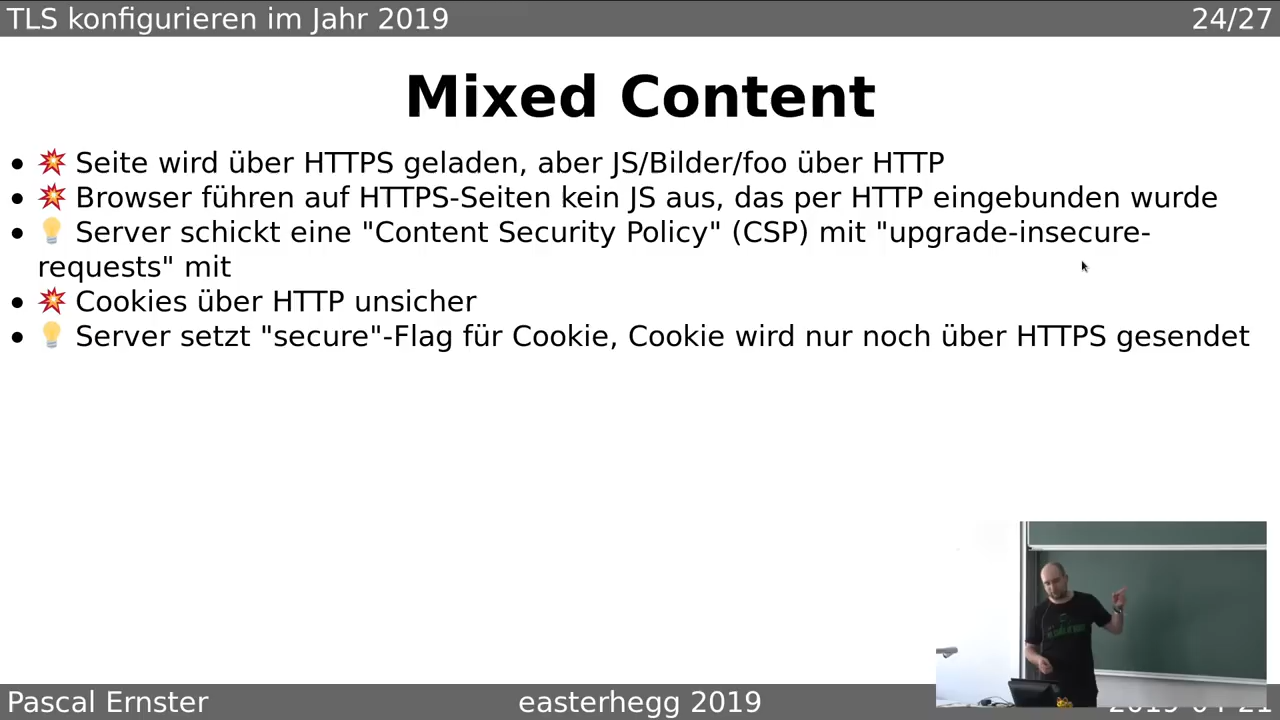 TLS konfigurieren im Jahr 2019
24/27
Mixed Content
• 💥 Seite wird über HTTPS geladen, aber JS/Bilder/foo über HTTP
• 💥 Browser führen auf HTTPS-Seiten kein JS aus, das per HTTP eingebunden wurde
• 💡 Server schickt eine "Content Security Policy" (CSP) mit "upgrade-insecure-
requests" mit
• 💥 Cookies über HTTP unsicher
• 💡 Server setzt "secure"-Flag für Cookie, Cookie wird nur noch über HTTPS gesendet
Pascal Ernster
easterhegg 2019